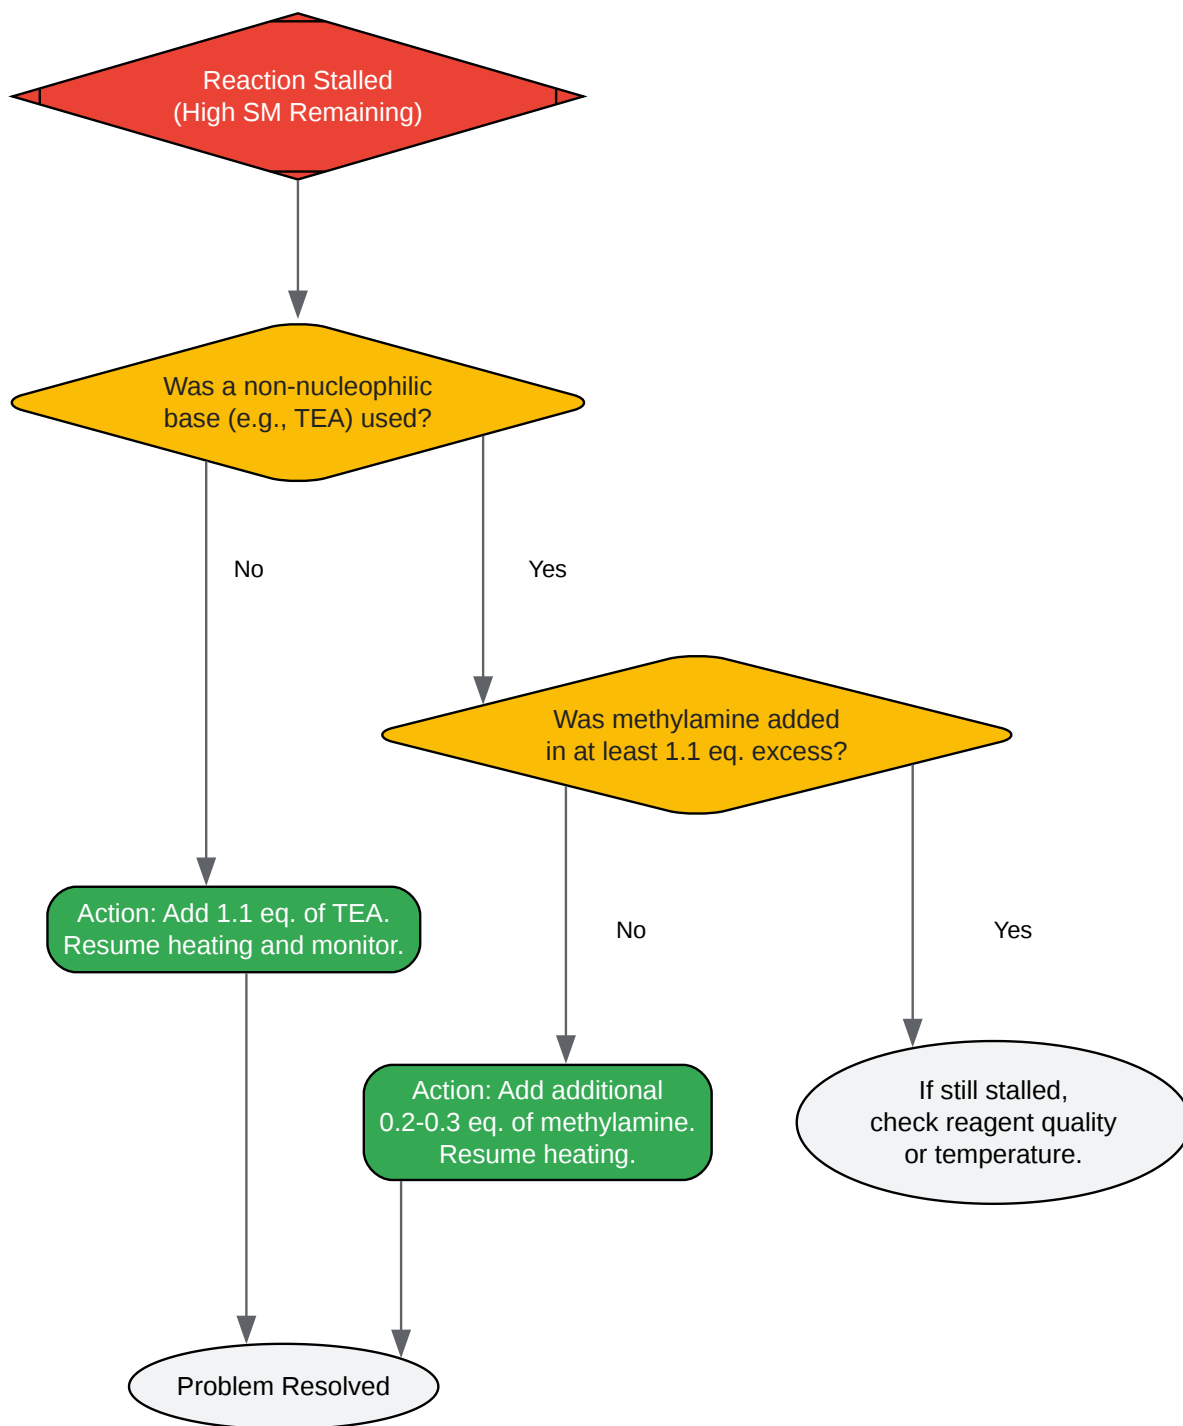 Reaction Stalled
(High SM Remaining)
Was a non-nucleophilic
base (e.g., TEA) used?
No
Yes
Was methylamine added
in at least 1.1 eq. excess?
Action: Add 1.1 eq. of TEA.
Resume heating and monitor.
No
Yes
Action: Add additional
0.2-0.3 eq. of methylamine.
Resume heating.
If still stalled,
check reagent quality
or temperature.
Problem Resolved